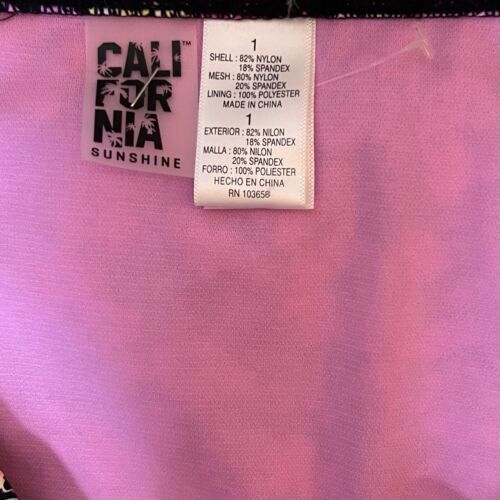 CALI™
FOR
NIA
SUNSHINE
1
SHELL : 82% NYLON
18% SPANDEX
MESH : 80% NYLON
20% SPANDEX
LINING : 100% POLYESTER
MADE IN CHINA
1
EXTERIOR : 82% NILON
18% SPANDEX
MALLA : 80% NILON
20% SPANDEX
FORRO : 100% POLIESTER
HECHO EN CHINA
RN 103658